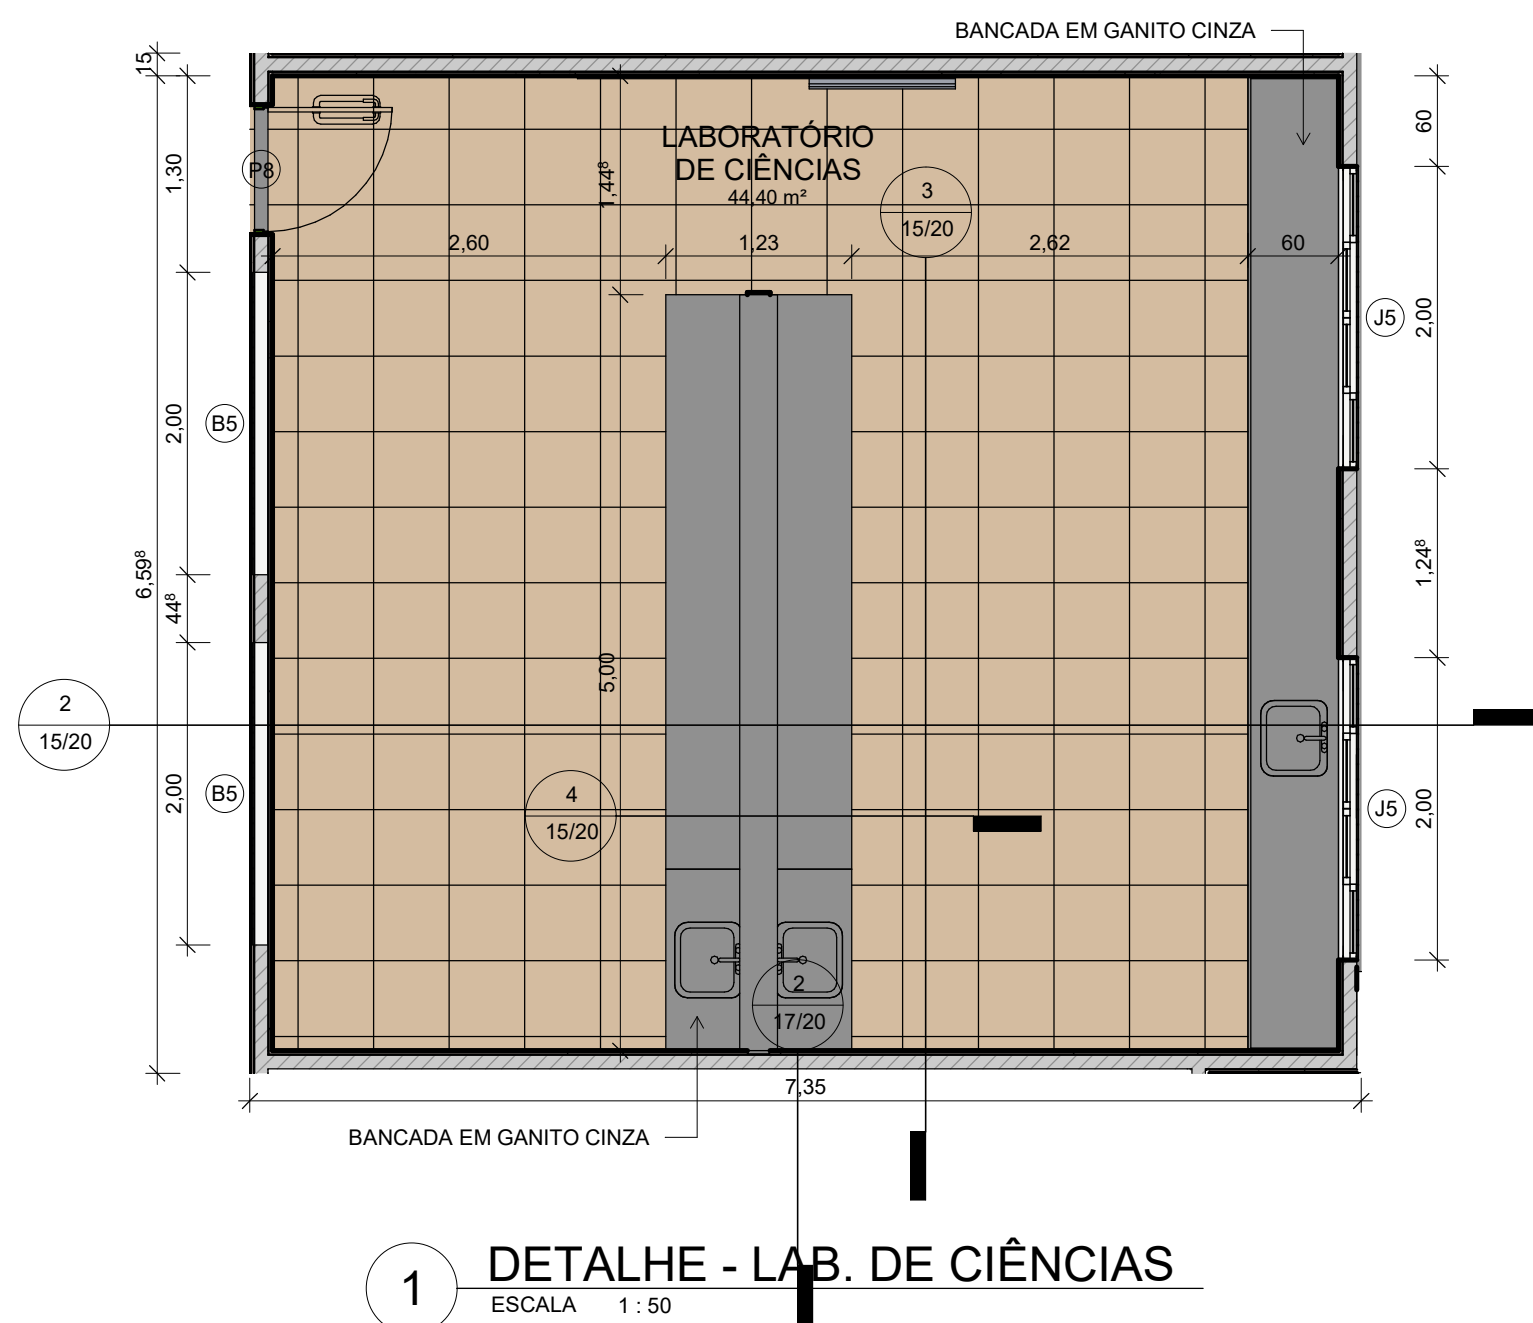 BANCADA EM GANITO CINZA
15
60
LABORATÓRIO
DE CIÊNCIAS
44,40 m²
1,30
P8
1,44⁸
3
15/20
2,60
1,23
2,62
60
J5
2,00
2,00
B5
6,59⁸
44⁸
1,24⁸
5,00
2
15/20
2,00
B5
4
15/20
J5
2,00
2
17/20
7,35
BANCADA EM GANITO CINZA
1
DETALHE - LAB. DE CIÊNCIAS
ESCALA 1 : 50